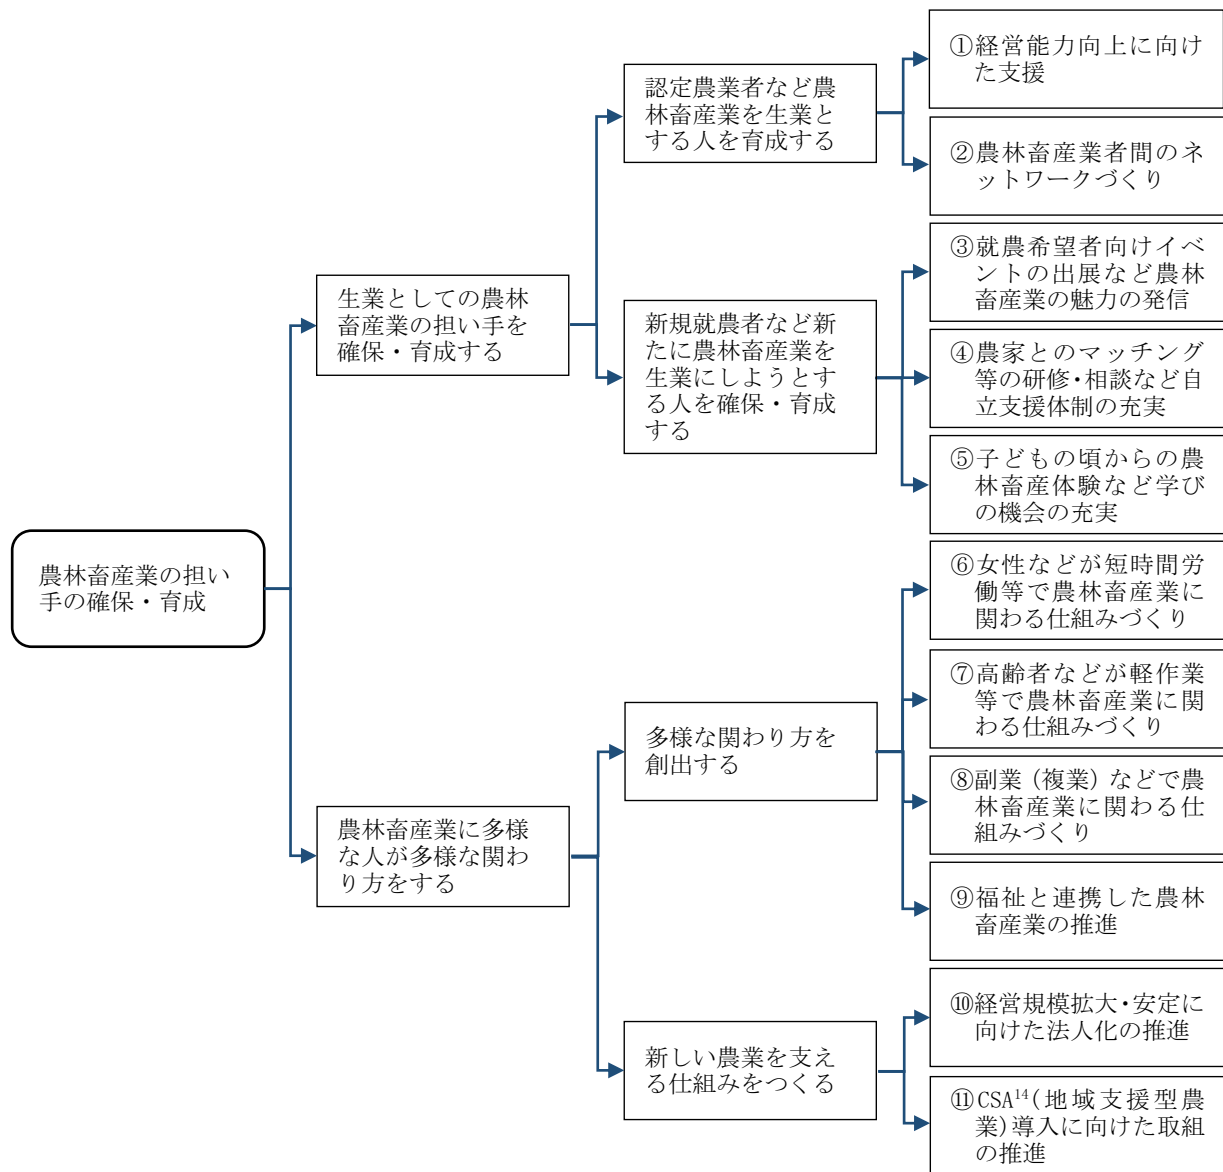 農林畜産業の担い
手の確保・育成
生業としての農林
畜産業の担い手を
確保・育成する
農林畜産業に多様
な人が多様な関わ
り方をする
認定農業者など農
林畜産業を生業と
する人を育成する
新規就農者など新
たに農林畜産業を
生業にしようとす
る人を確保・育成
する
多様な関わり方を
創出する
新しい農業を支え
る仕組みをつくる
①経営能力向上に向け
た支援
②農林畜産業者間のネ
ットワークづくり
③就農希望者向けイベ
ントの出展など農林
畜産業の魅力の発信
④農家とのマッチング
等の研修・相談など自
立支援体制の充実
⑤子どもの頃からの農
林畜産体験など学び
の機会の充実
⑥女性などが短時間労
働等で農林畜産業に
関わる仕組みづくり
⑦高齢者などが軽作業
等で農林畜産業に関
わる仕組みづくり
⑧副業（複業）などで農
林畜産業に関わる仕
組みづくり
⑨福祉と連携した農林
畜産業の推進
⑩経営規模拡大・安定に
向けた法人化の推進
⑪CSA¹⁴(地域支援型農
業)導入に向けた取組
の推進